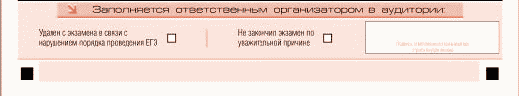 Заполняется ответственным организатором в аудитории:
Удален с экзамена в связи с
нарушением порядка проведения ЕГЭ
Не закончил экзамен по
уважительной причине